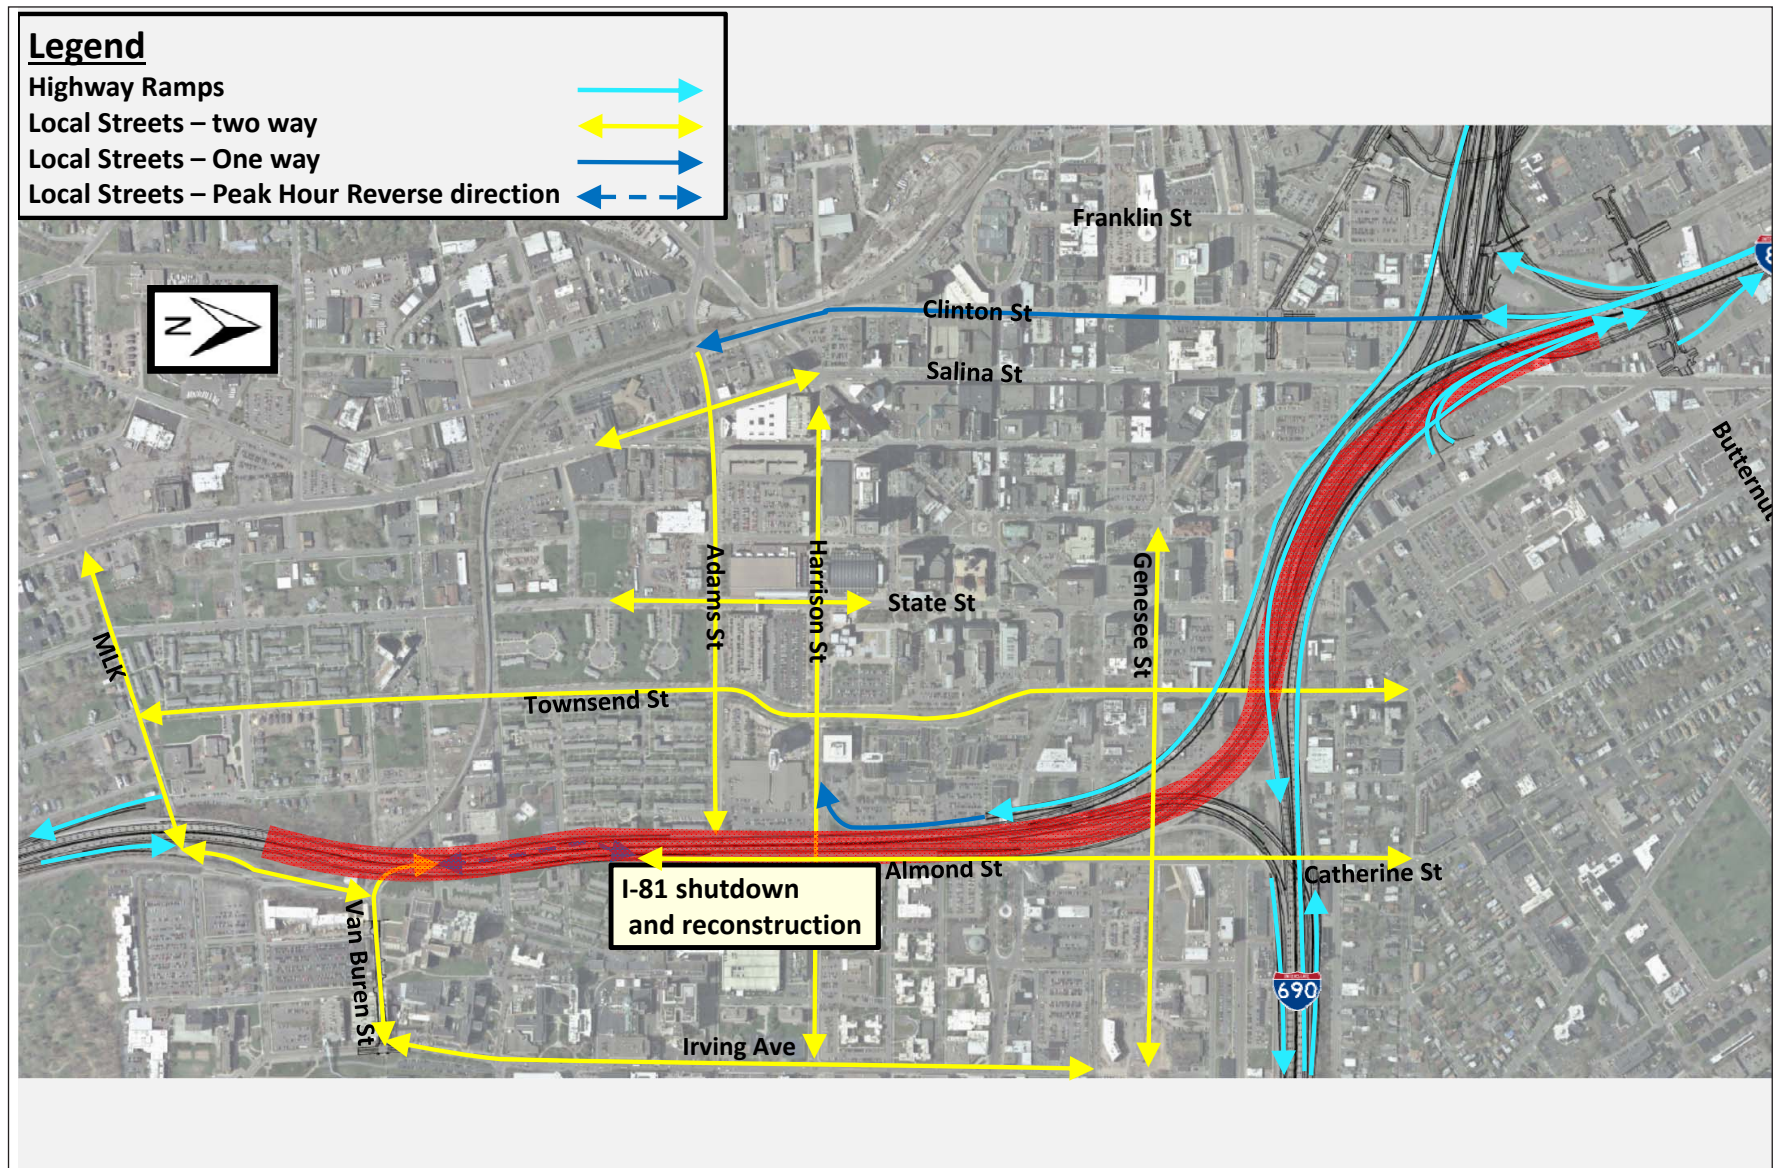 Legend
Highway Ramps
Local Streets – two way
Local Streets – One way
Local Streets – Peak Hour Reverse direction
N
Franklin St
Clinton St
Salina St
Butternut
Adams St
Harrison St
State St
Genesee St
MLK
Townsend St
Almond St
Catherine St
I-81 shutdown
and reconstruction
Van Buren St
690
Irving Ave
8